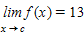 lim f(x) = 13
x → c